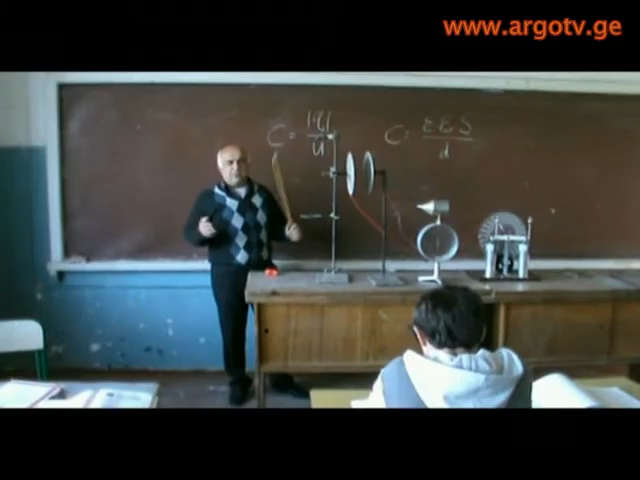 www.argotv.ge
C = |q|/U
C = εε₀S/d